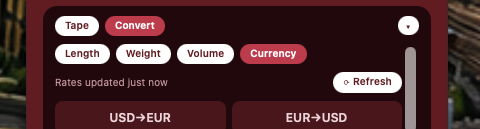 Tape Convert ▾
Length Weight Volume Currency
Rates updated just now ⟳ Refresh
USD→EUR EUR→USD